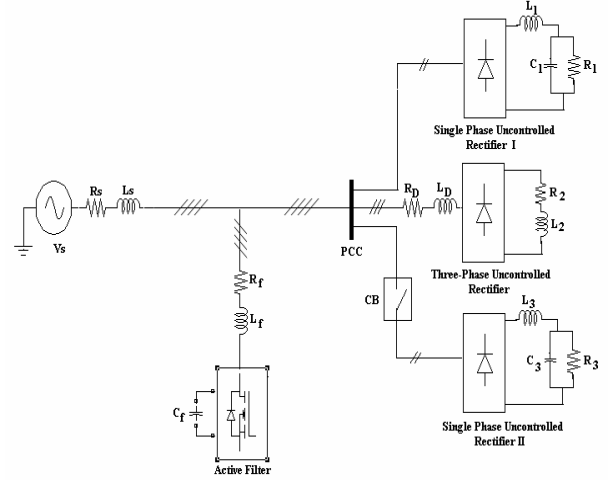 L1
C1
R1
Single Phase Uncontrolled
Rectifier I
Rs
Ls
Vs
PCC
RD
LD
R2
L2
Three-Phase Uncontrolled
Rectifier
Rf
Lf
CB
L3
C3
R3
Single Phase Uncontrolled
Rectifier II
Cf
Active Filter